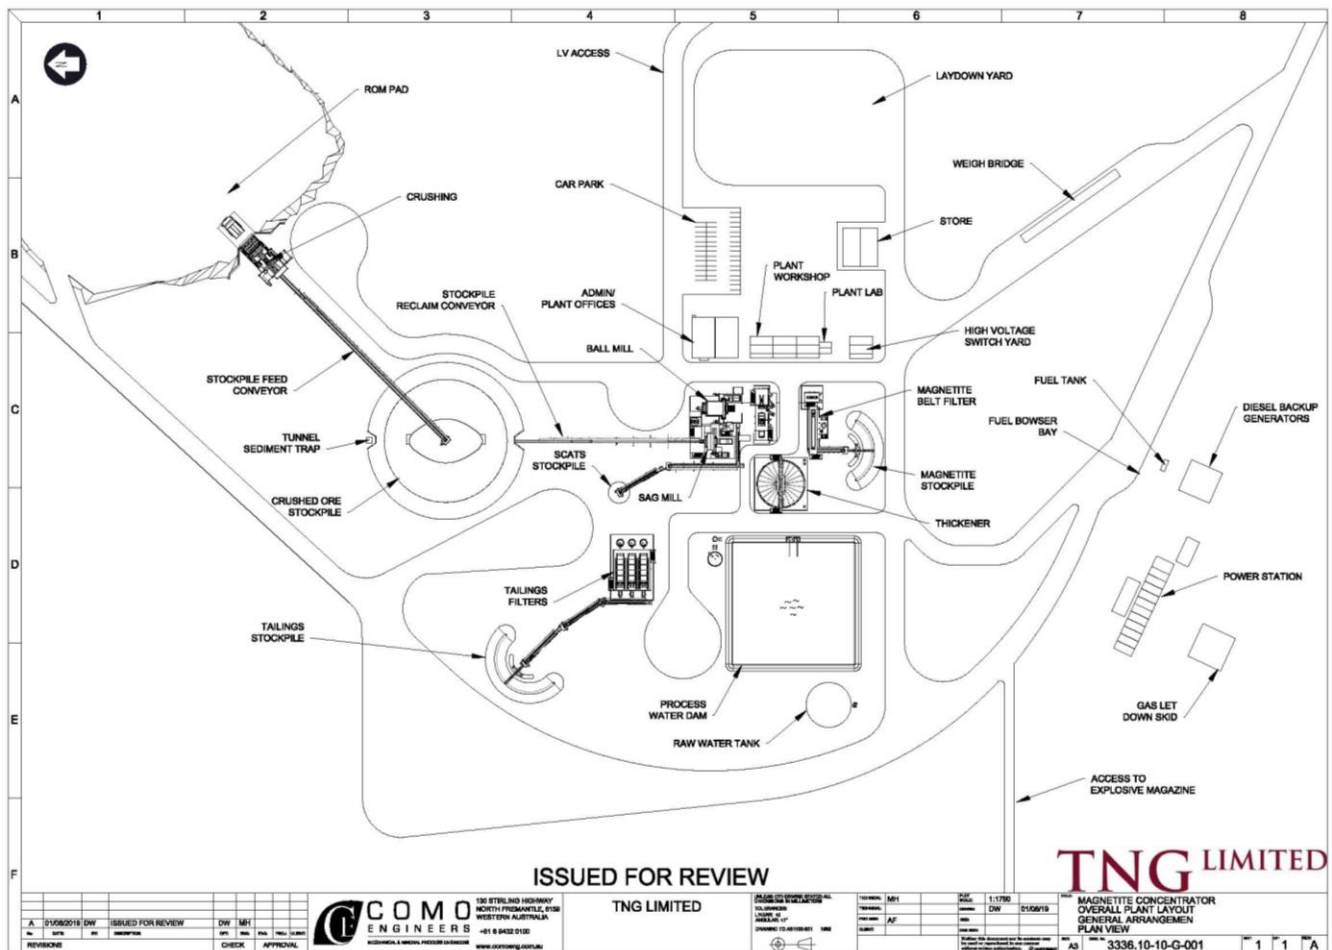 1 2 3 4 5 6 7 8
A
B
C
D
E
F
LV ACCESS
ROM PAD
LAYDOWN YARD
WEIGH BRIDGE
CAR PARK
CRUSHING
STORE
PLANT
WORKSHOP
STOCKPILE
RECLAIM CONVEYOR
ADMIN/
PLANT OFFICES
PLANT LAB
HIGH VOLTAGE
SWITCH YARD
BALL MILL
STOCKPILE FEED
CONVEYOR
MAGNETITE
BELT FILTER
FUEL TANK
DIESEL BACKUP
GENERATORS
FUEL BOWSER
BAY
TUNNEL
SEDIMENT TRAP
SCATS
STOCKPILE
MAGNETITE
STOCKPILE
CRUSHED ORE
STOCKPILE
SAG MILL
THICKENER
TAILINGS
FILTERS
POWER STATION
TAILINGS
STOCKPILE
PROCESS
WATER DAM
GAS LET
DOWN SKID
RAW WATER TANK
ACCESS TO
EXPLOSIVE MAGAZINE
ISSUED FOR REVIEW
TNG LIMITED
A 01/08/2019 DW ISSUED FOR REVIEW DW MH
REVISIONS CHECK APPROVAL
COMO
ENGINEERS
130 STIRLING HIGHWAY
NORTH FREMANTLE, 6159
WESTERN AUSTRALIA
www.comoeng.com.au
TNG LIMITED
MH
AF
DW 01/08/19
MAGNETITE CONCENTRATOR
OVERALL PLANT LAYOUT
GENERAL ARRANGEMEN
PLAN VIEW
A3 3336.10-10-G-001 1 1 A